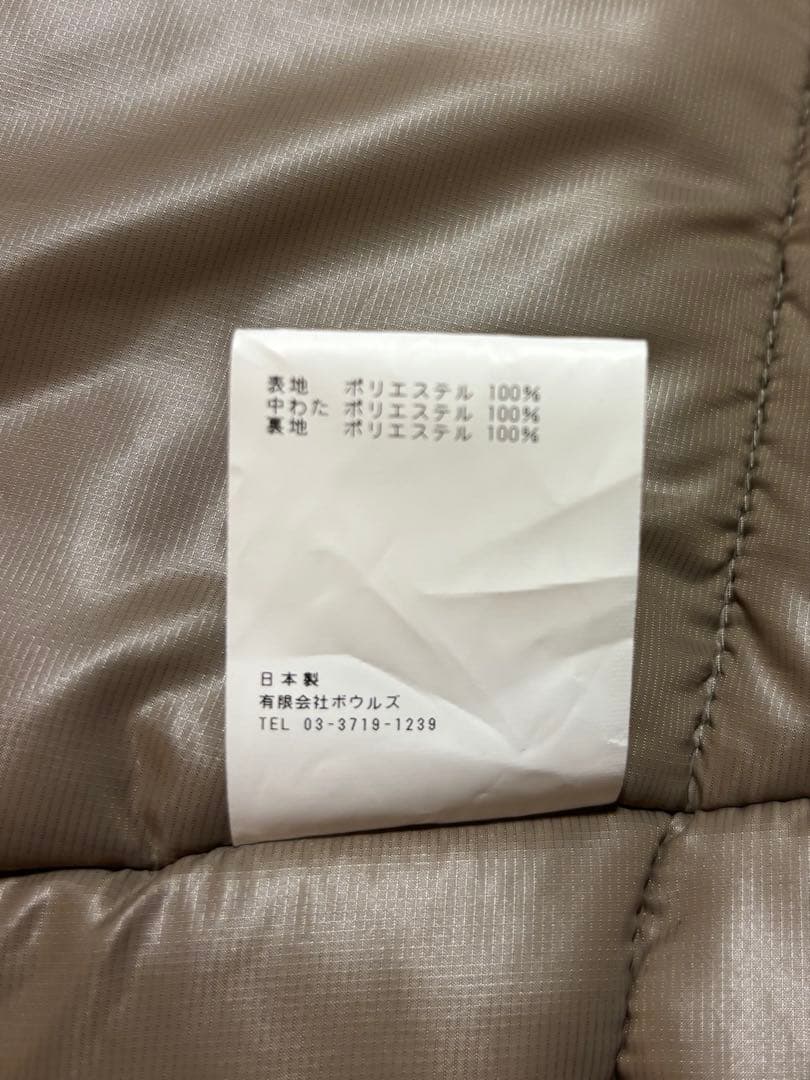 表地 ポリエステル 100%
中わた ポリエステル 100%
裏地 ポリエステル 100%
日本製
有限会社ボウルズ
TEL 03-3719-1239